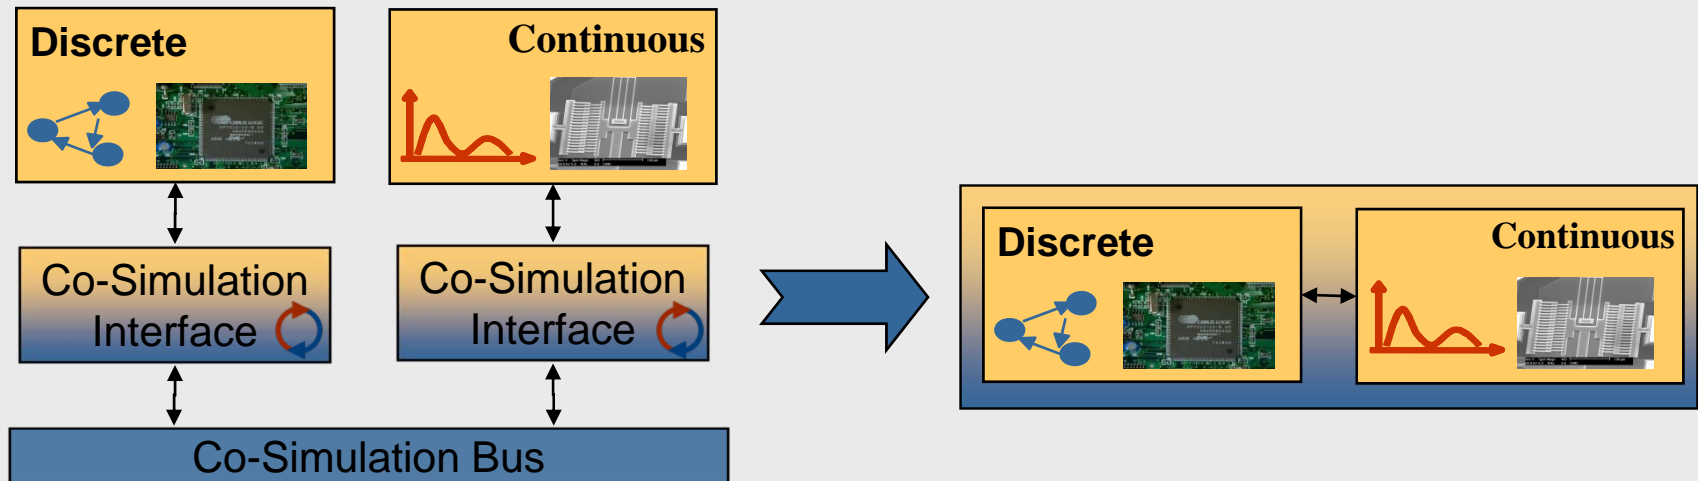 Discrete
Continuous
Co-Simulation
Interface
Co-Simulation
Interface
Co-Simulation Bus
Discrete
Continuous